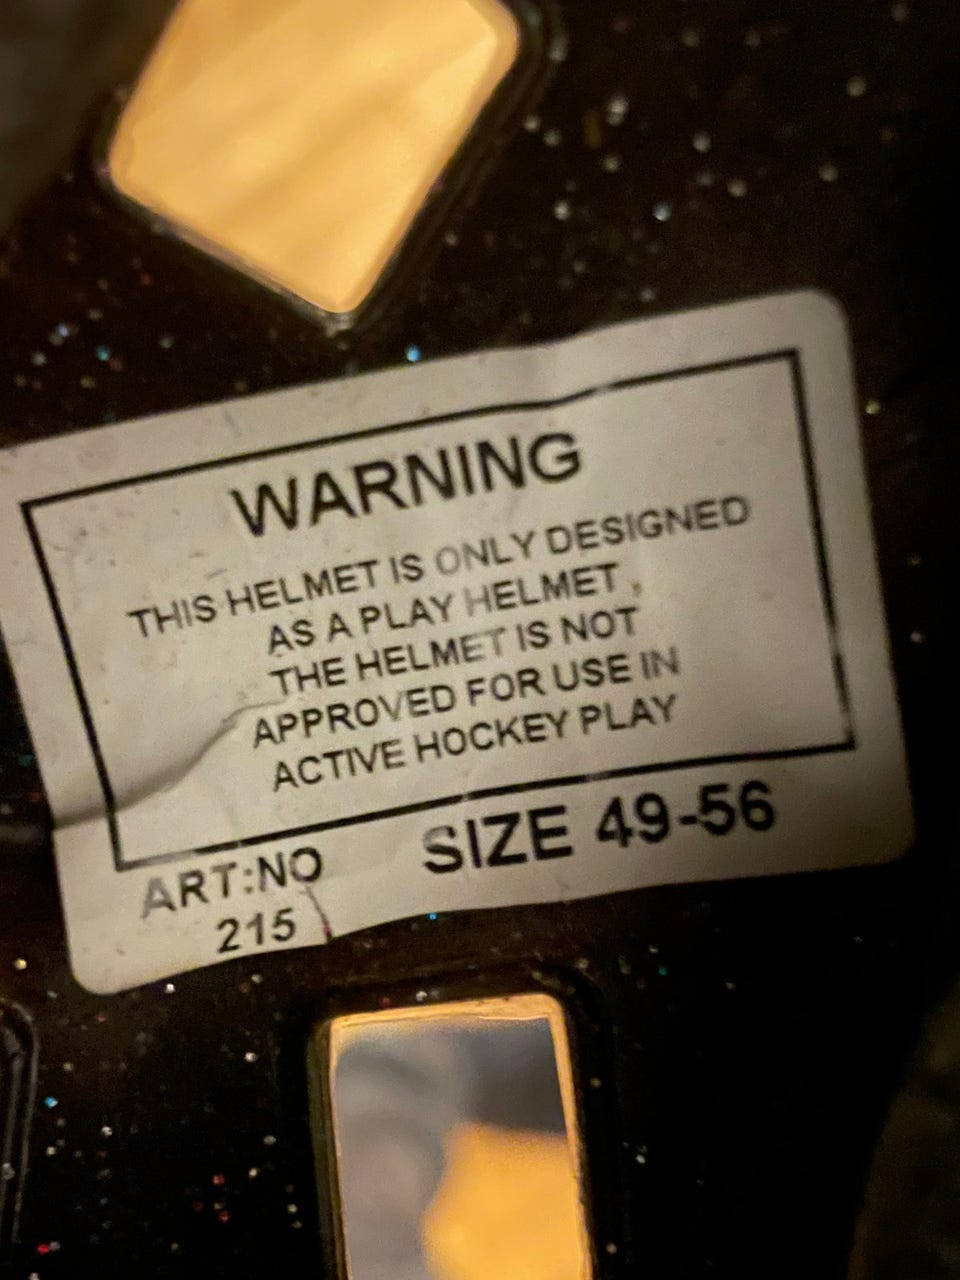 WARNING
THIS HELMET IS ONLY DESIGNED
AS A PLAY HELMET,
THE HELMET IS NOT
APPROVED FOR USE IN
ACTIVE HOCKEY PLAY
ART:NO SIZE 49-56
215